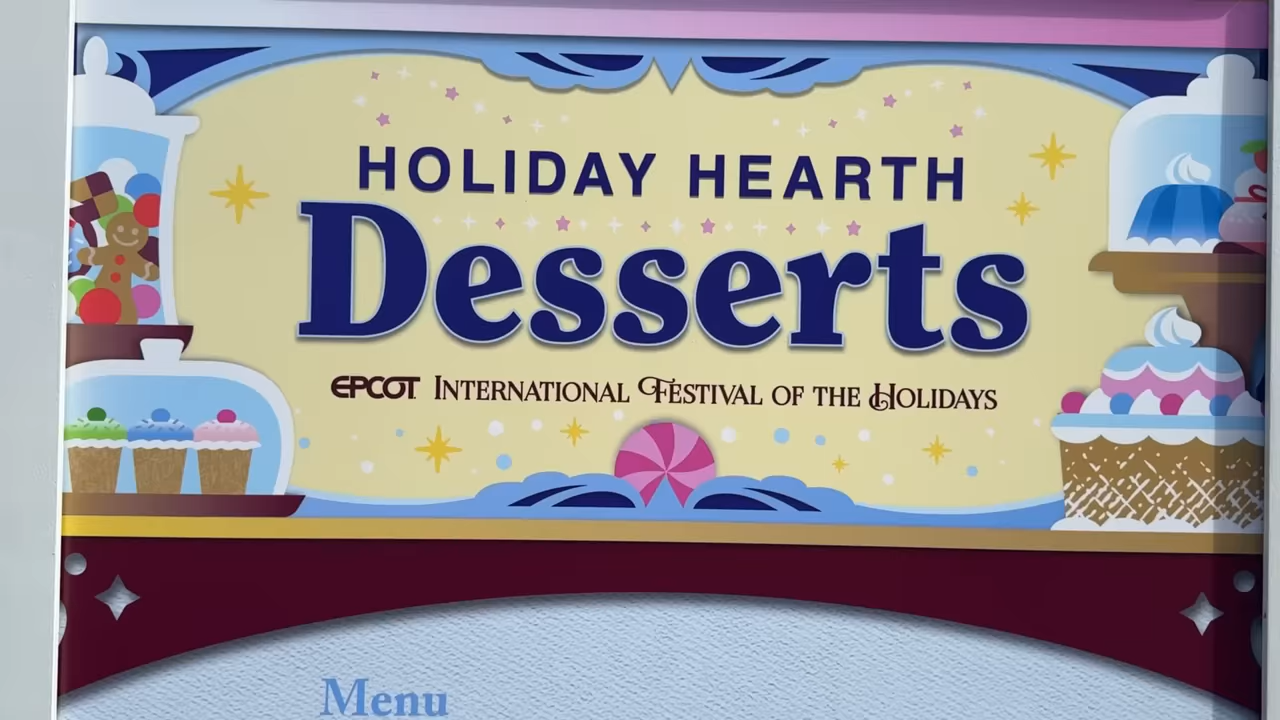 HOLIDAY HEARTH
Desserts
EPCOT INTERNATIONAL FESTIVAL OF THE HOLIDAYS
Menu